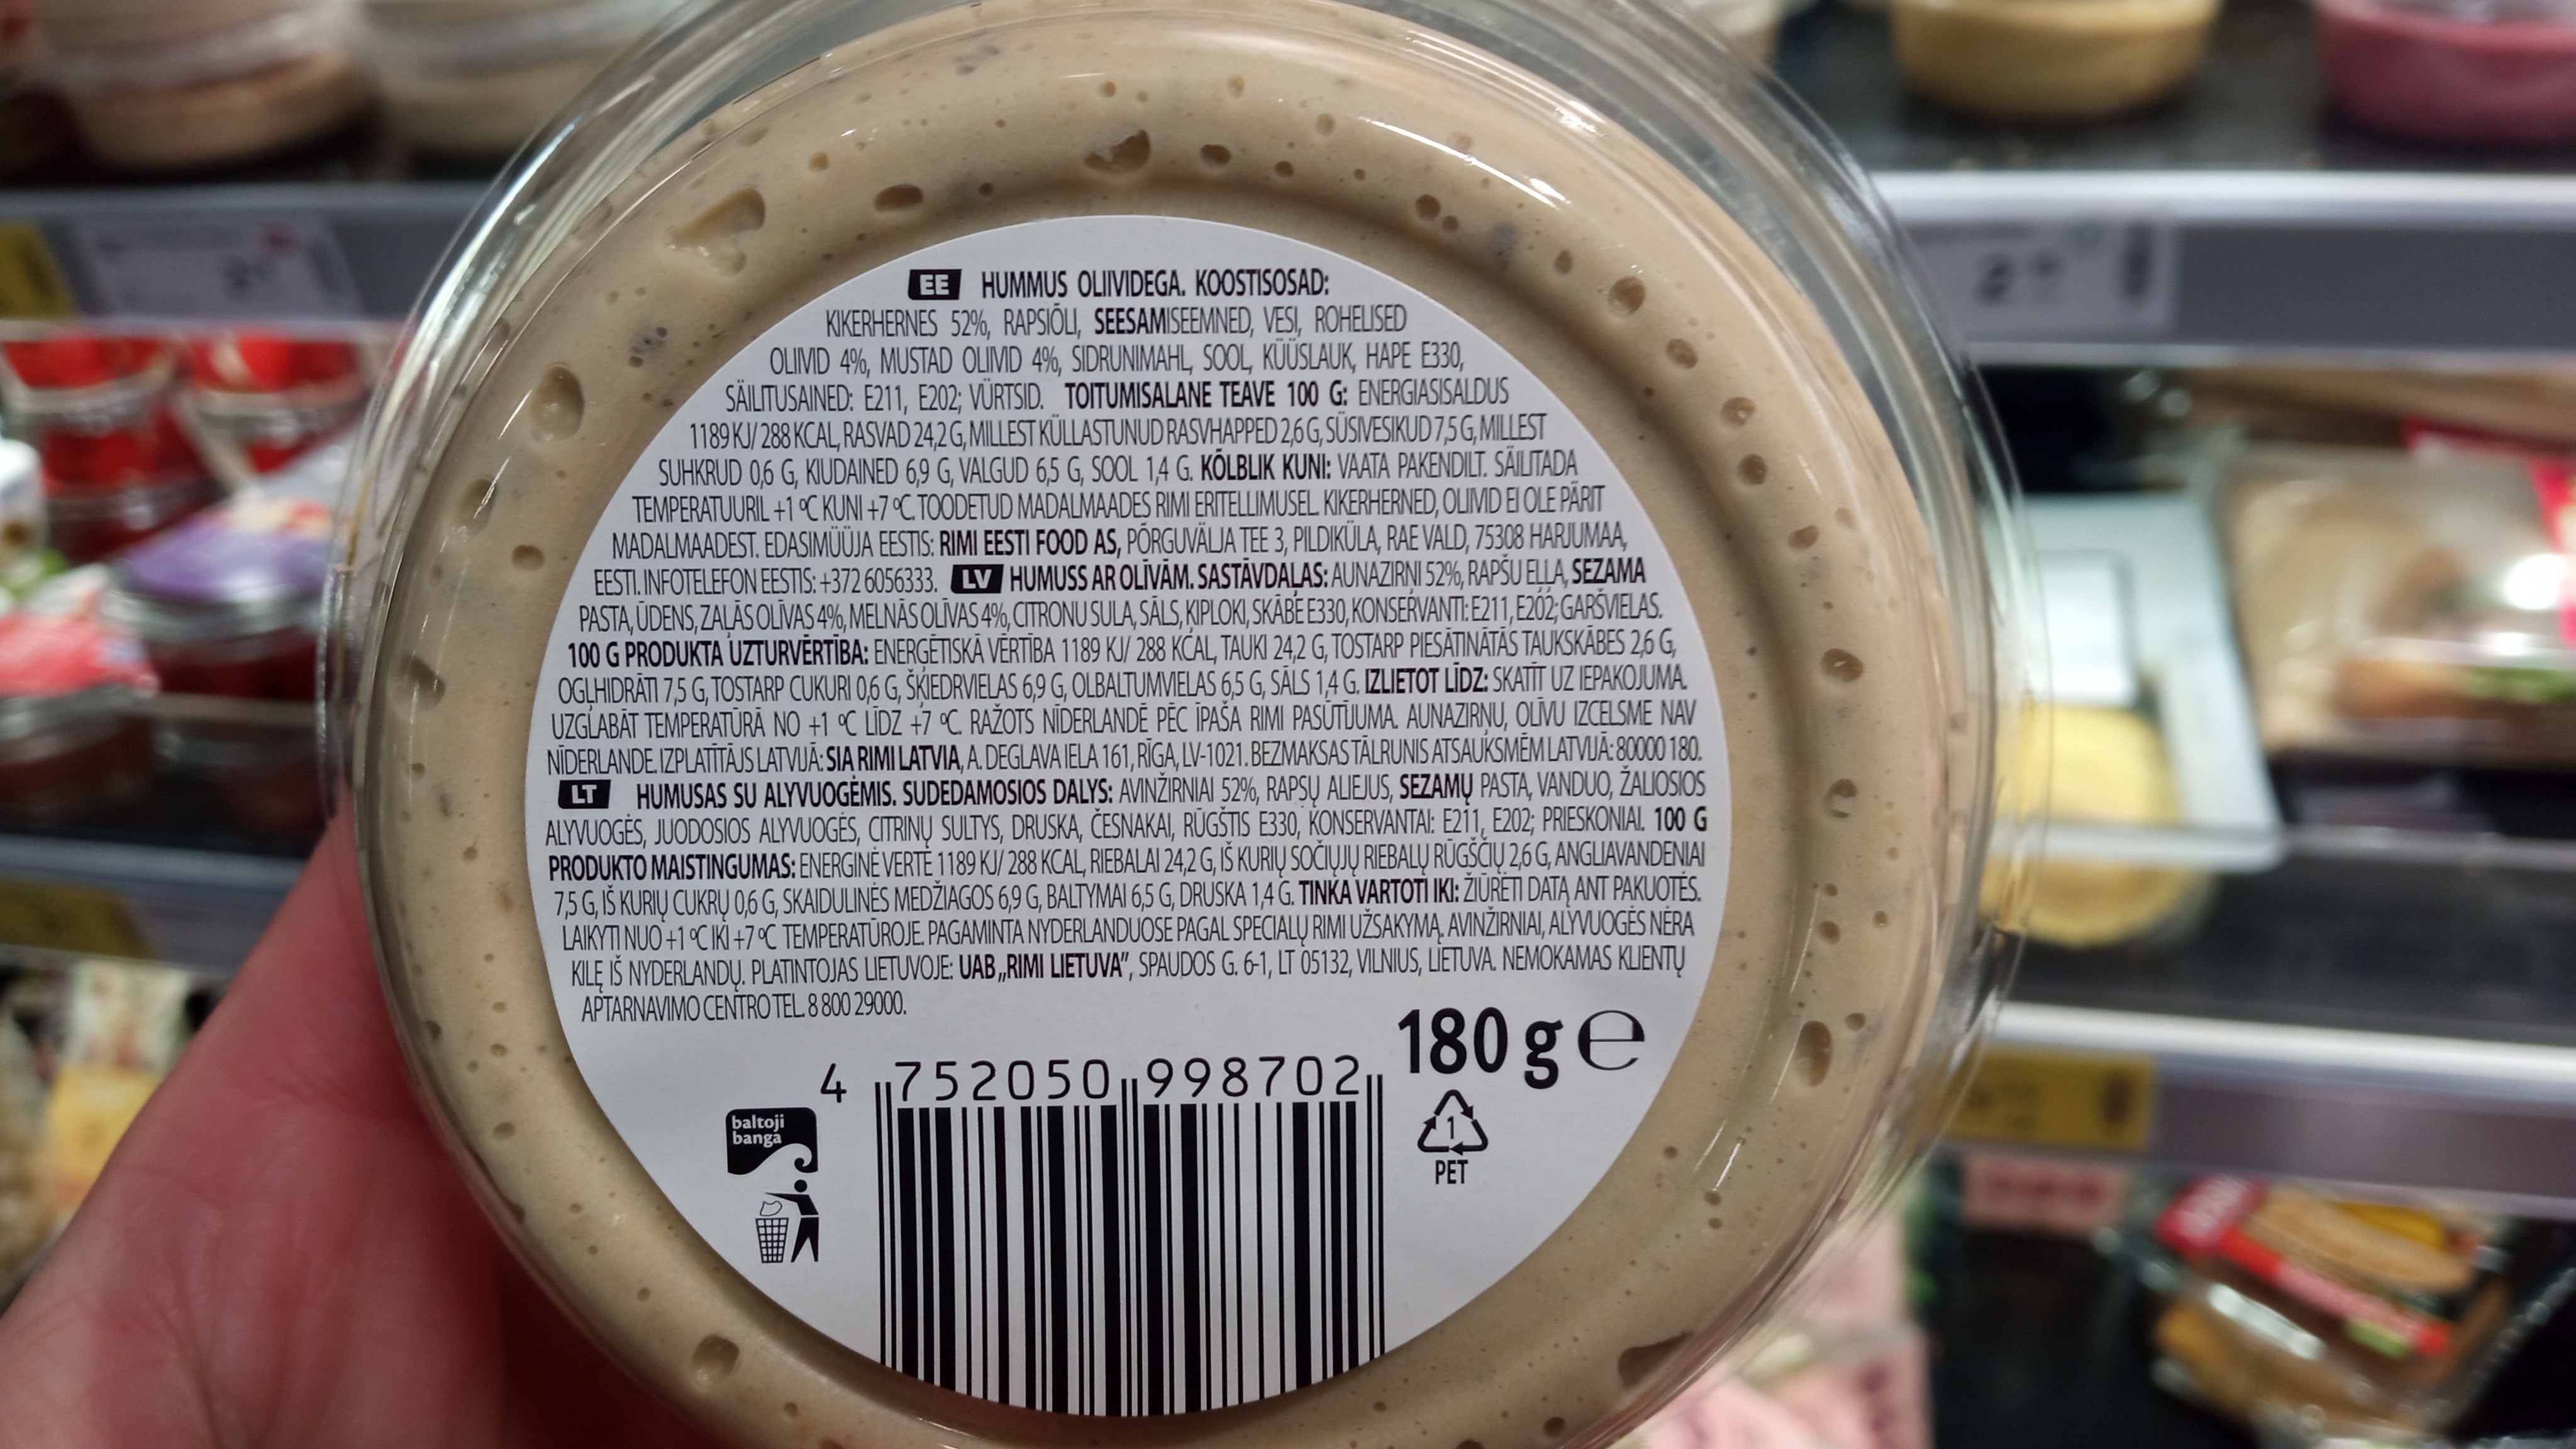 EE HUMMUS OLIIVIDEGA. KOOSTISOSAD:
KIKERHERNES 52%, RAPSIÕLI, SEESAMISEEMNED, VESI, ROHELISED
OLIIVID 4%, MUSTAD OLIIVID 4%, SIDRUNIMAHL, SOOL, KÜÜSLAUK, HAPE E330,
SÄILITUSAINED: E211, E202; VÜRTSID. TOITUMISALANE TEAVE 100 G: ENERGIASISALDUS
1189 KJ/ 288 KCAL, RASVAD 24,2 G, MILLEST KÜLLASTUNUD RASVHAPPED 2,6 G, SÜSIVESIKUD 7,5 G, MILLEST
SUHKRUD 0,6 G, KIUDAINED 6,9 G, VALGUD 6,5 G, SOOL 1,4 G. KÕLBLIK KUNI: VAATA PAKENDILT. SÄILITADA
TEMPERATUURIL +1 °C KUNI +7 °C. TOODETUD MADALMAADES RIMI ERITELLIMUSEL. KIKERHERNED, OLIIVID EI OLE PÄRIT
MADALMAADEST. EDASIMÜÜJA EESTIS: RIMI EESTI FOOD AS, PÕRGUVÄLJA TEE 3, PILDIKÜLA, RAE VALD, 75308 HARJUMAA,
EESTI. INFOTELEFON EESTIS: +372 6056333. LV HUMUSS AR OLĪVĀM. SASTĀVDAĻAS: AUNAZIRŅI 52%, RAPŠU EĻĻA, SEZAMA
PASTA, ŪDENS, ZAĻĀS OLĪVAS 4%, MELNĀS OLĪVAS 4%, CITRONU SULA, SĀLS, ĶIPLOKI, SKĀBE E330, KONSERVANTI: E211, E202; GARŠVIELAS.
100 G PRODUKTA UZTURVĒRTĪBA: ENERĢĒTISKĀ VĒRTĪBA 1189 KJ/ 288 KCAL, TAUKI 24,2 G, TOSTARP PIESĀTINĀTĀS TAUKSKĀBES 2,6 G,
OGĻHIDRĀTI 7,5 G, TOSTARP CUKURI 0,6 G, ŠĶIEDRVIELAS 6,9 G, OLBALTUMVIELAS 6,5 G, SĀLS 1,4 G. IZLIETOT LĪDZ: SKATĪT UZ IEPAKOJUMA.
UZGLABĀT TEMPERATŪRĀ NO +1 °C LĪDZ +7 °C. RAŽOTS NĪDERLANDĒ PĒC ĪPAŠA RIMI PASŪTĪJUMA. AUNAZIRŅU, OLĪVU IZCELSME NAV
NĪDERLANDE. IZPLATĪTĀJS LATVIJĀ: SIA RIMI LATVIA, A. DEGLAVA IELA 161, RĪGA, LV-1021. BEZMAKSAS TĀLRUNIS ATSAUKSMĒM LATVIJĀ: 80000 180.
LT HUMUSAS SU ALYVUOGĖMIS. SUDEDAMOSIOS DALYS: AVINŽIRNIAI 52%, RAPSŲ ALIEJUS, SEZAMŲ PASTA, VANDUO, ŽALIOSIOS
ALYVUOGĖS, JUODOSIOS ALYVUOGĖS, CITRINŲ SULTYS, DRUSKA, ČESNAKAI, RŪGŠTIS E330, KONSERVANTAI: E211, E202; PRIESKONIAI. 100 G
PRODUKTO MAISTINGUMAS: ENERGINĖ VERTĖ 1189 KJ/ 288 KCAL, RIEBALAI 24,2 G, IŠ KURIŲ SOČIŲJŲ RIEBALŲ RŪGŠČIŲ 2,6 G, ANGLIAVANDENIAI
7,5 G, IŠ KURIŲ CUKRŲ 0,6 G, SKAIDULINĖS MEDŽIAGOS 6,9 G, BALTYMAI 6,5 G, DRUSKA 1,4 G. TINKA VARTOTI IKI: ŽIŪRĖTI DATĄ ANT PAKUOTĖS.
LAIKYTI NUO +1 °C IKI +7 °C TEMPERATŪROJE. PAGAMINTA NYDERLANDUOSE PAGAL SPECIALŲ RIMI UŽSAKYMĄ. AVINŽIRNIAI, ALYVUOGĖS NĖRA
KILĘ IŠ NYDERLANDŲ. PLATINTOJAS LIETUVOJE: UAB „RIMI LIETUVA”, SPAUDOS G. 6-1, LT 05132, VILNIUS, LIETUVA. NEMOKAMAS KLIENTŲ
APTARNAVIMO CENTRO TEL. 8 800 29000.
180 g e
4 752050 998702
baltoji
banga
1
PET